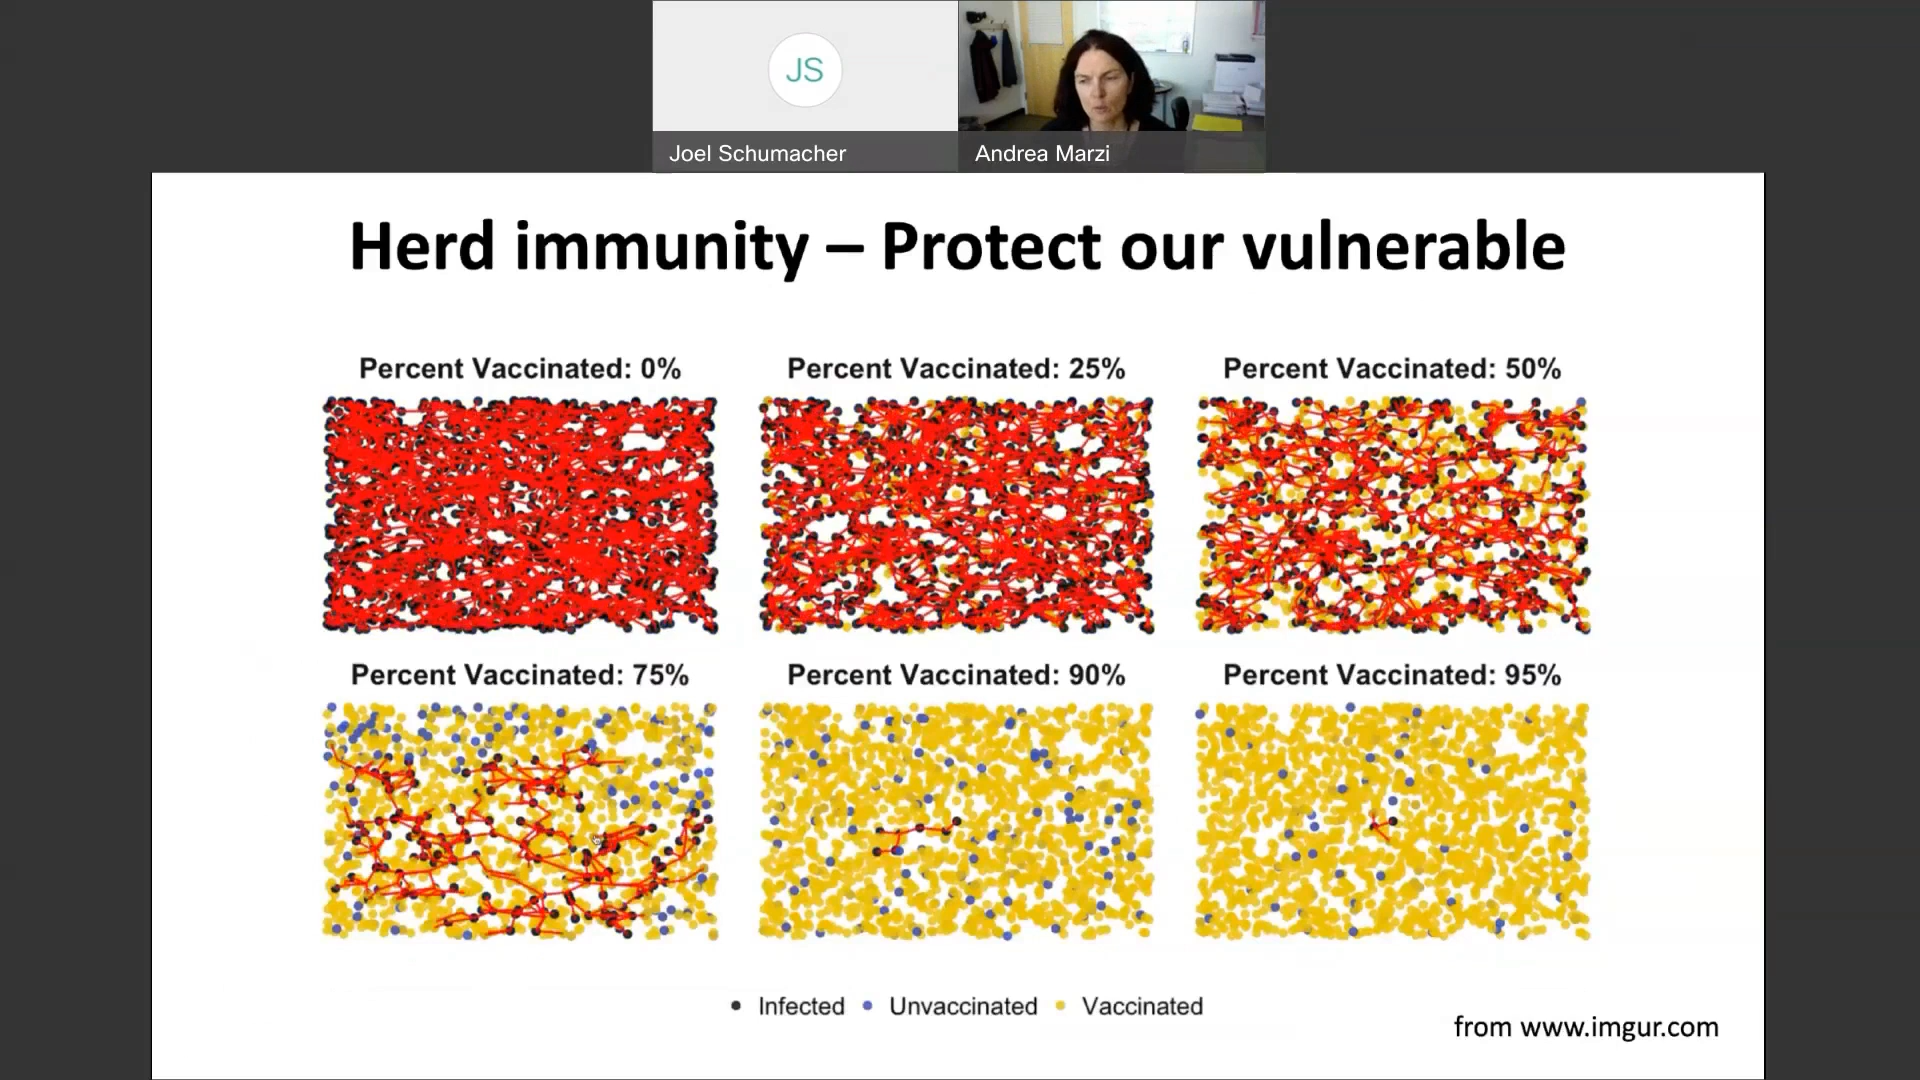 JS
Joel Schumacher
Andrea Marzi
Herd immunity – Protect our vulnerable
Percent Vaccinated: 0%
Percent Vaccinated: 25%
Percent Vaccinated: 50%
Percent Vaccinated: 75%
Percent Vaccinated: 90%
Percent Vaccinated: 95%
Infected
Unvaccinated
Vaccinated
from www.imgur.com